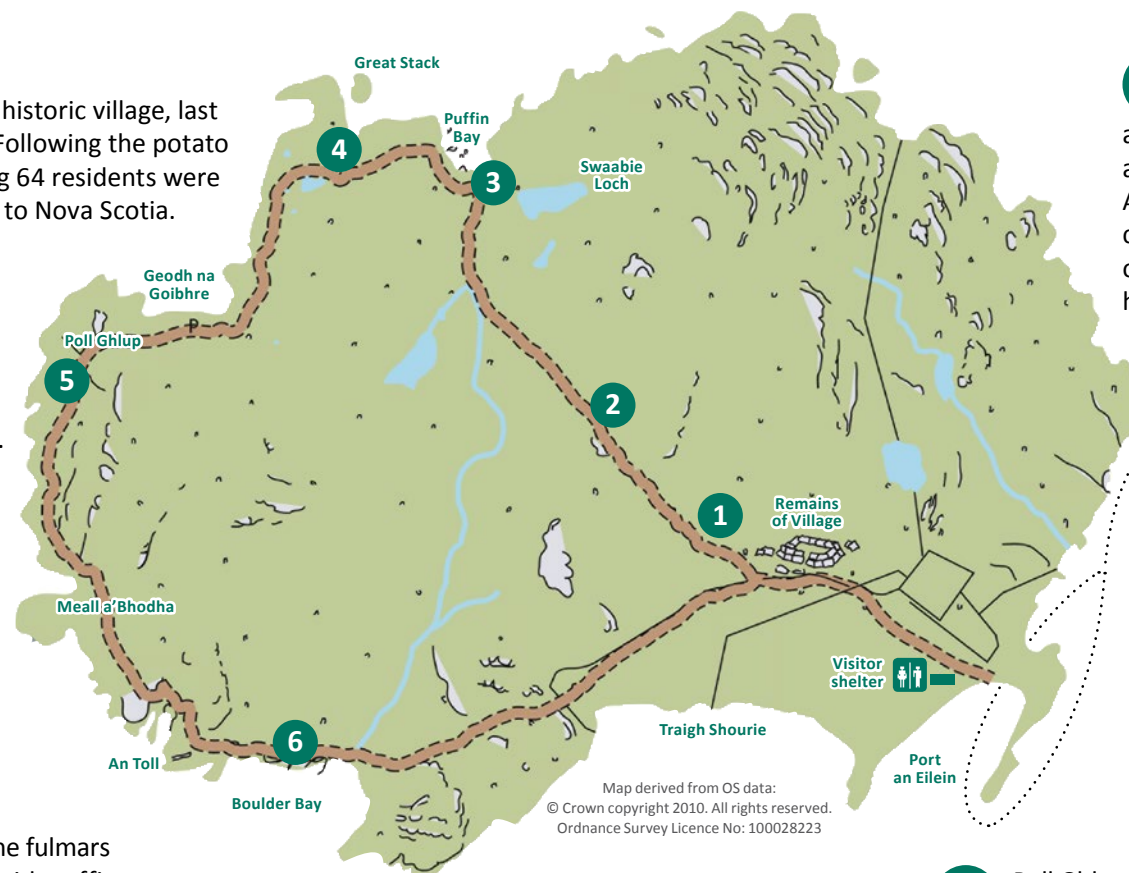 historic village, last
Following the potato
g 64 residents were
to Nova Scotia.
Great Stack
Puffin
Bay
4
3
Swaabie
Loch
Geodh na
Goibhre
P
Poll Ghlup
5
2
1
Remains
of Village
Meall a’Bhodha
Visitor
shelter
6
An Toll
Boulder Bay
Traigh Shourie
Port
an Eilein
Map derived from OS data:
© Crown copyright 2010. All rights reserved.
Ordnance Survey Licence No: 100028223
ne fulmars